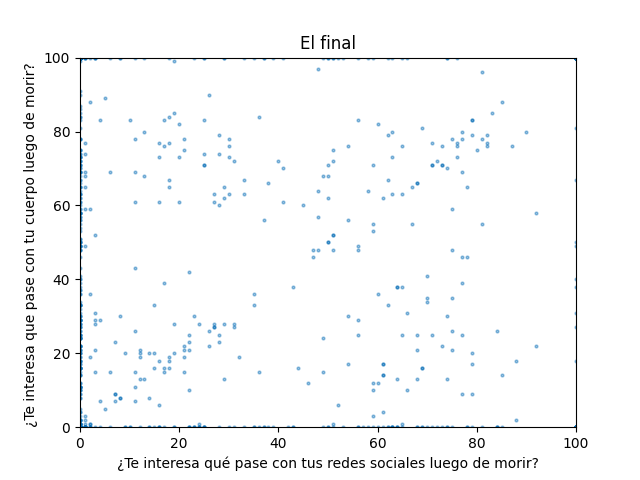 El final
¿Te interesa que pase con tu cuerpo luego de morir?
100
80
60
40
20
0
0 20 40 60 80 100
¿Te interesa qué pase con tus redes sociales luego de morir?